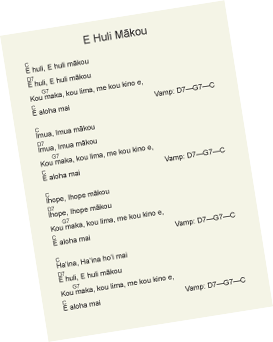 E Huli Mākou
C
E huli, E huli mākou
D7
E huli, E huli mākou
G7
Kou maka, kou lima, me kou kino e,
C
E aloha mai Vamp: D7—G7—C
C
Imua, Imua mākou
D7
Imua, Imua mākou
G7
Kou maka, kou lima, me kou kino e,
C
E aloha mai Vamp: D7—G7—C
C
Ihope, Ihope mākou
D7
Ihope, Ihope mākou
G7
Kou maka, kou lima, me kou kino e,
C
E aloha mai Vamp: D7—G7—C
C
Ha'ina, Ha'ina ho'i mai
D7
E huli, E huli mākou
G7
Kou maka, kou lima, me kou kino e,
C
E aloha mai Vamp: D7—G7—C